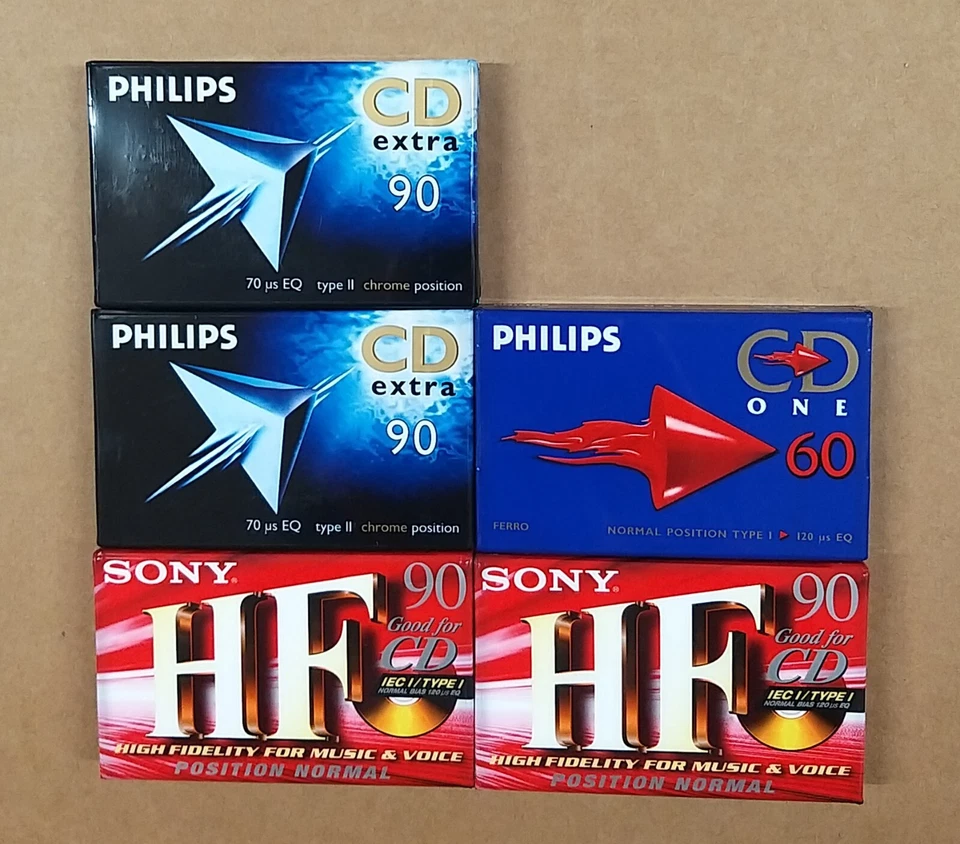 PHILIPS
CD
extra
90
70 µs EQ type II chrome position
PHILIPS
CD
extra
90
70 µs EQ type II chrome position
PHILIPS
CD
ONE
60
FERRO
NORMAL POSITION TYPE I ▶ 120 µs EQ
SONY®
HF
90
Good for
CD
IEC I/TYPE I
NORMAL BIAS 120 µs EQ
HIGH FIDELITY FOR MUSIC & VOICE
POSITION NORMAL
SONY®
HF
90
Good for
CD
IEC I/TYPE I
NORMAL BIAS 120 µs EQ
HIGH FIDELITY FOR MUSIC & VOICE
POSITION NORMAL